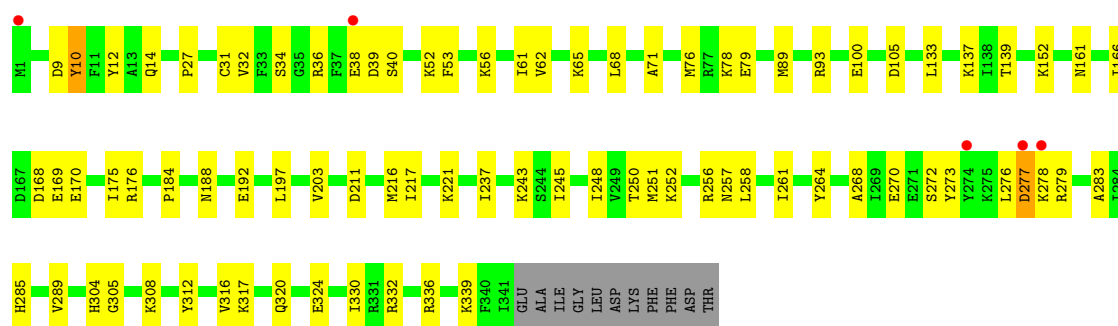 M1 D9 Y10 F11 Y12 A13 Q14 P27 C31 V32 F33 S34 G35 R36 F37 E38 D39 S40 K52 F53 K56 I61 V62 K65 L68 A71 M76 R77 K78 E79 M89 R93 E100 D105 L133 K137 I138 T139 K152 N161 I166
D167 D168 E169 E170 I175 R176 P184 N188 E192 L197 V203 D211 M216 I217 K221 I237 K243 S244 I245 I248 V249 T250 M251 K252 R256 N257 L258 I261 Y264 A268 I269 E270 E271 S272 Y273 Y274 K275 L276 D277 K278 R279 A283 I284
H285 V289 H304 G305 K308 Y312 V316 K317 Q320 E324 I330 R331 R332 R336 K339 F340 I341 GLU ALA ILE GLY LEU ASP LYS PHE PHE ASP THR